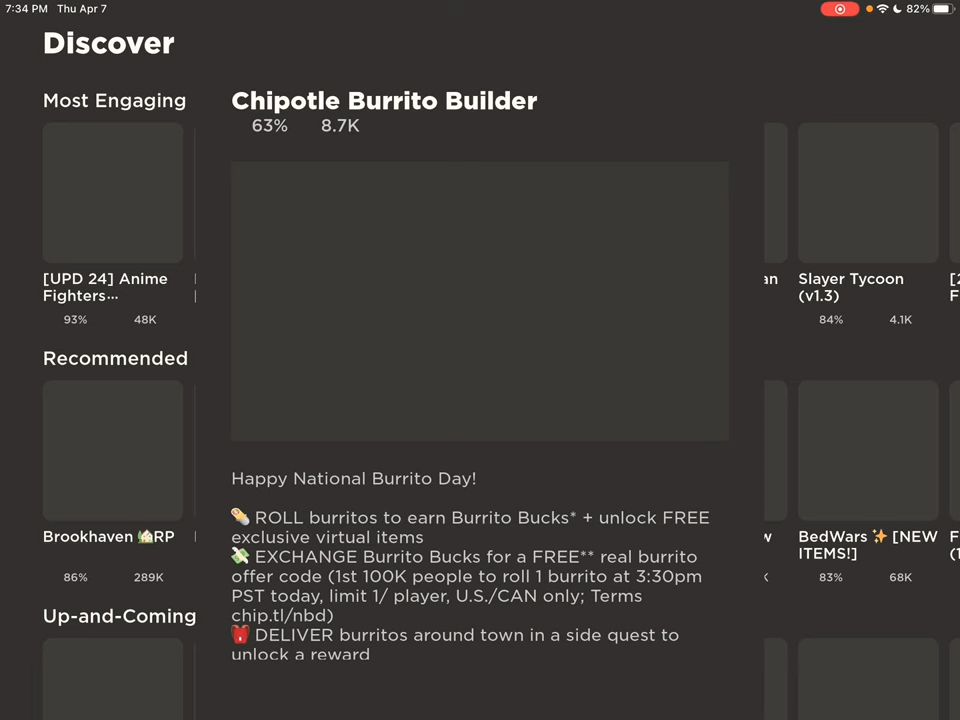 7:34 PM Thu Apr 7
82%
Discover
Most Engaging
[UPD 24] Anime
Fighters...
93% 48K
Recommended
Brookhaven 🏡RP
86% 289K
Up-and-Coming
Chipotle Burrito Builder
63% 8.7K
Happy National Burrito Day!
🌯 ROLL burritos to earn Burrito Bucks* + unlock FREE
exclusive virtual items
💸 EXCHANGE Burrito Bucks for a FREE** real burrito
offer code (1st 100K people to roll 1 burrito at 3:30pm
PST today, limit 1/ player, U.S./CAN only; Terms
chip.tl/nbd)
🎒 DELIVER burritos around town in a side quest to
unlock a reward
an
Slayer Tycoon
(v1.3)
84% 4.1K
BedWars ✨ [NEW
ITEMS!]
83% 68K